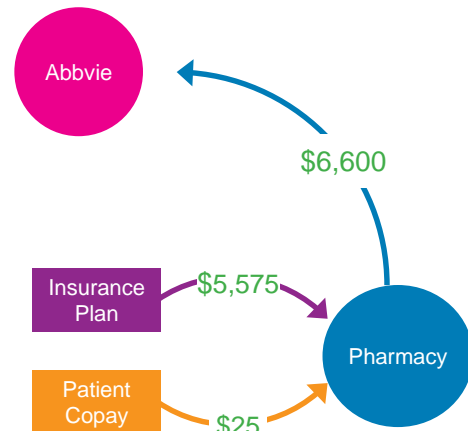 Abbvie
$6,600
Insurance
Plan
$5,575
Pharmacy
Patient
Copay
$25